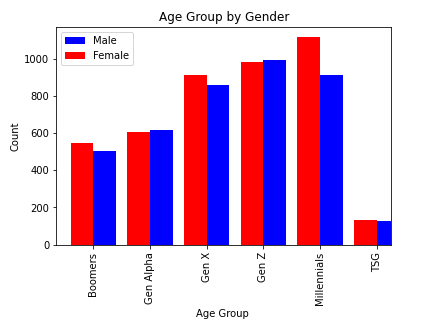 Age Group by Gender
Male
Female
1000
800
600
400
200
0
Count
Boomers
Gen Alpha
Gen X
Gen Z
Millennials
TSG
Age Group